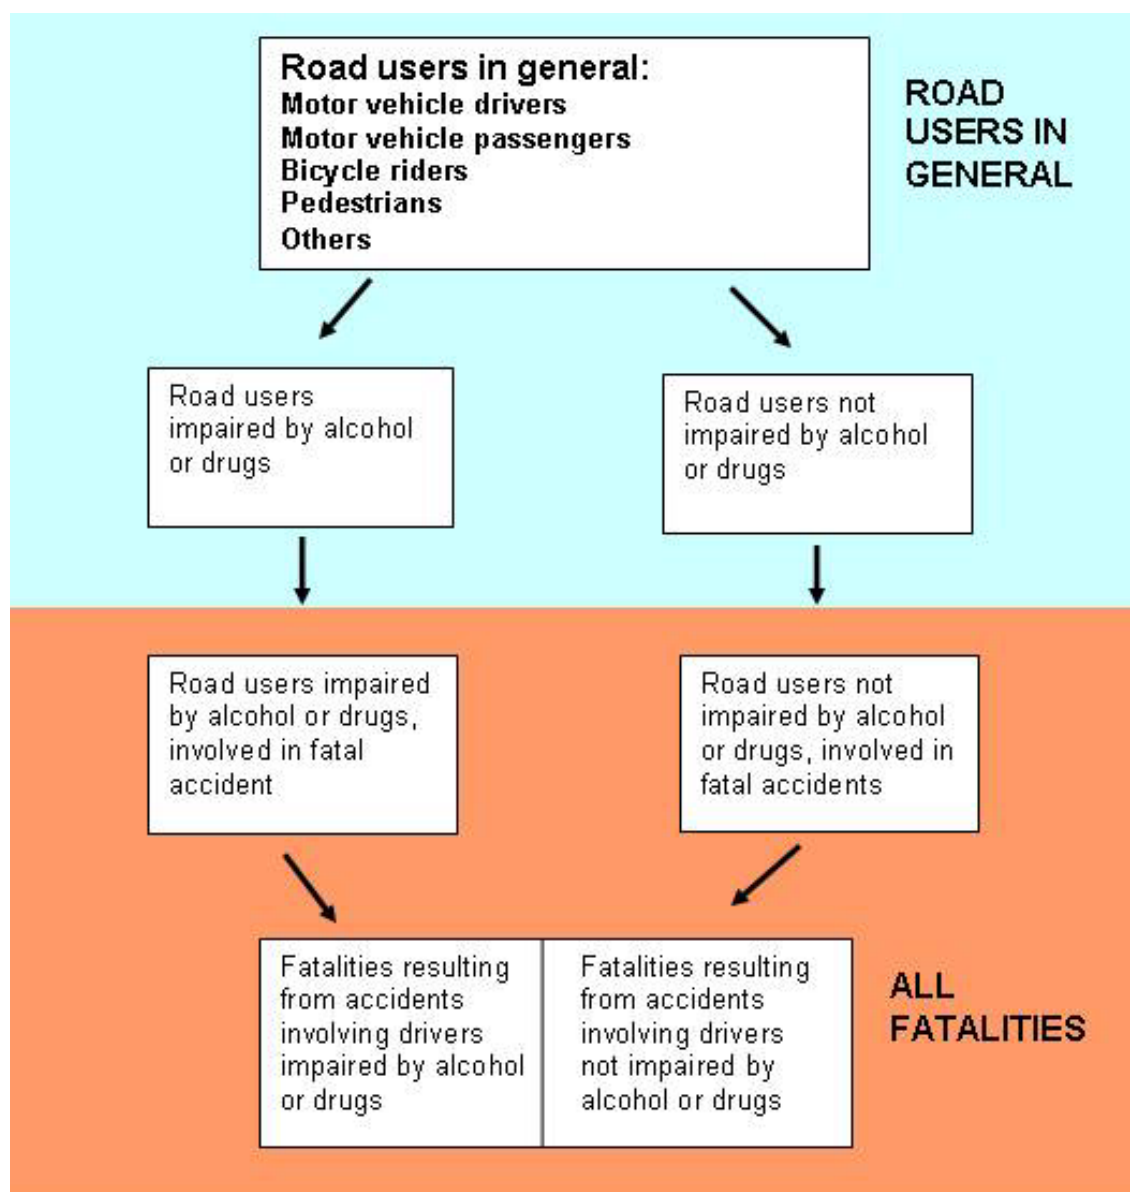 Road users in general:
Motor vehicle drivers
Motor vehicle passengers
Bicycle riders
Pedestrians
Others
ROAD
USERS IN
GENERAL
Road users
impaired by alcohol
or drugs
Road users not
impaired by alcohol
or drugs
Road users impaired
by alcohol or drugs,
involved in fatal
accident
Road users not
impaired by alcohol
or drugs, involved in
fatal accidents
Fatalities resulting
from accidents
involving drivers
impaired by alcohol
or drugs
Fatalities resulting
from accidents
involving drivers
not impaired by
alcohol or drugs
ALL
FATALITIES